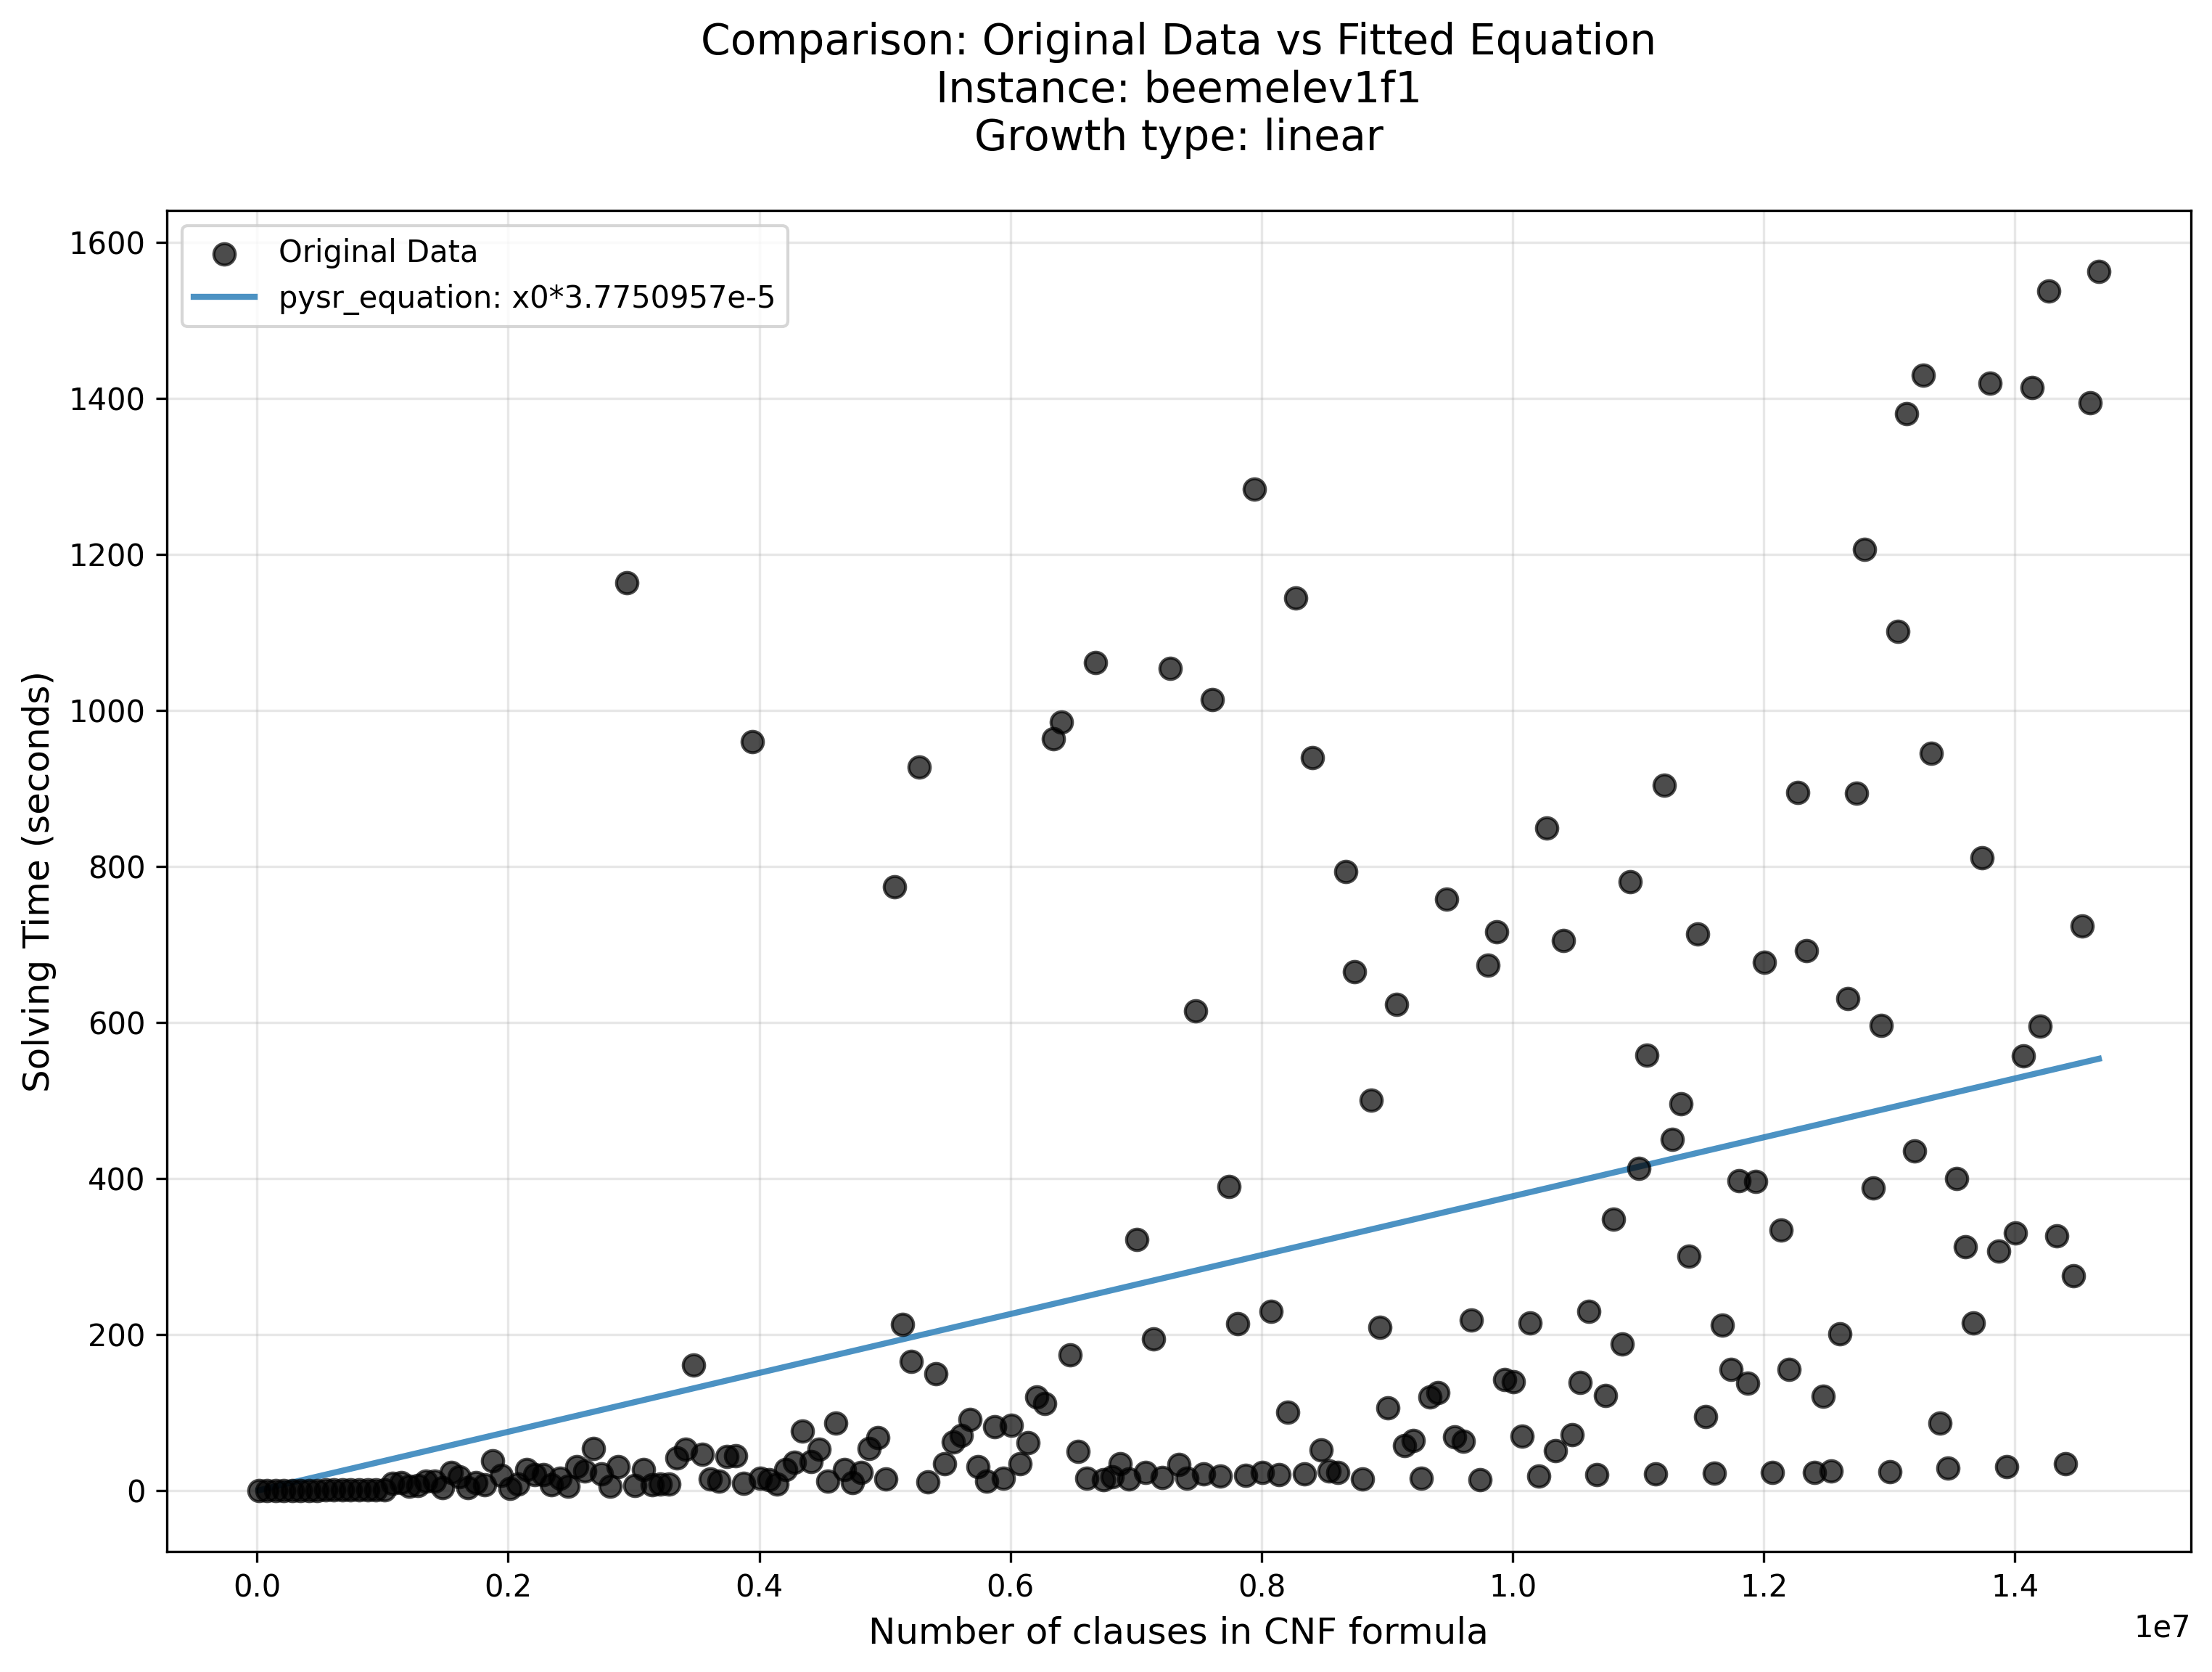 Comparison: Original Data vs Fitted Equation
Instance: beemelev1f1
Growth type: linear
Original Data
pysr_equation: x0*3.7750957e-5
1600
1400
1200
1000
800
600
400
200
0
Solving Time (seconds)
0.0 0.2 0.4 0.6 0.8 1.0 1.2 1.4
1e7
Number of clauses in CNF formula